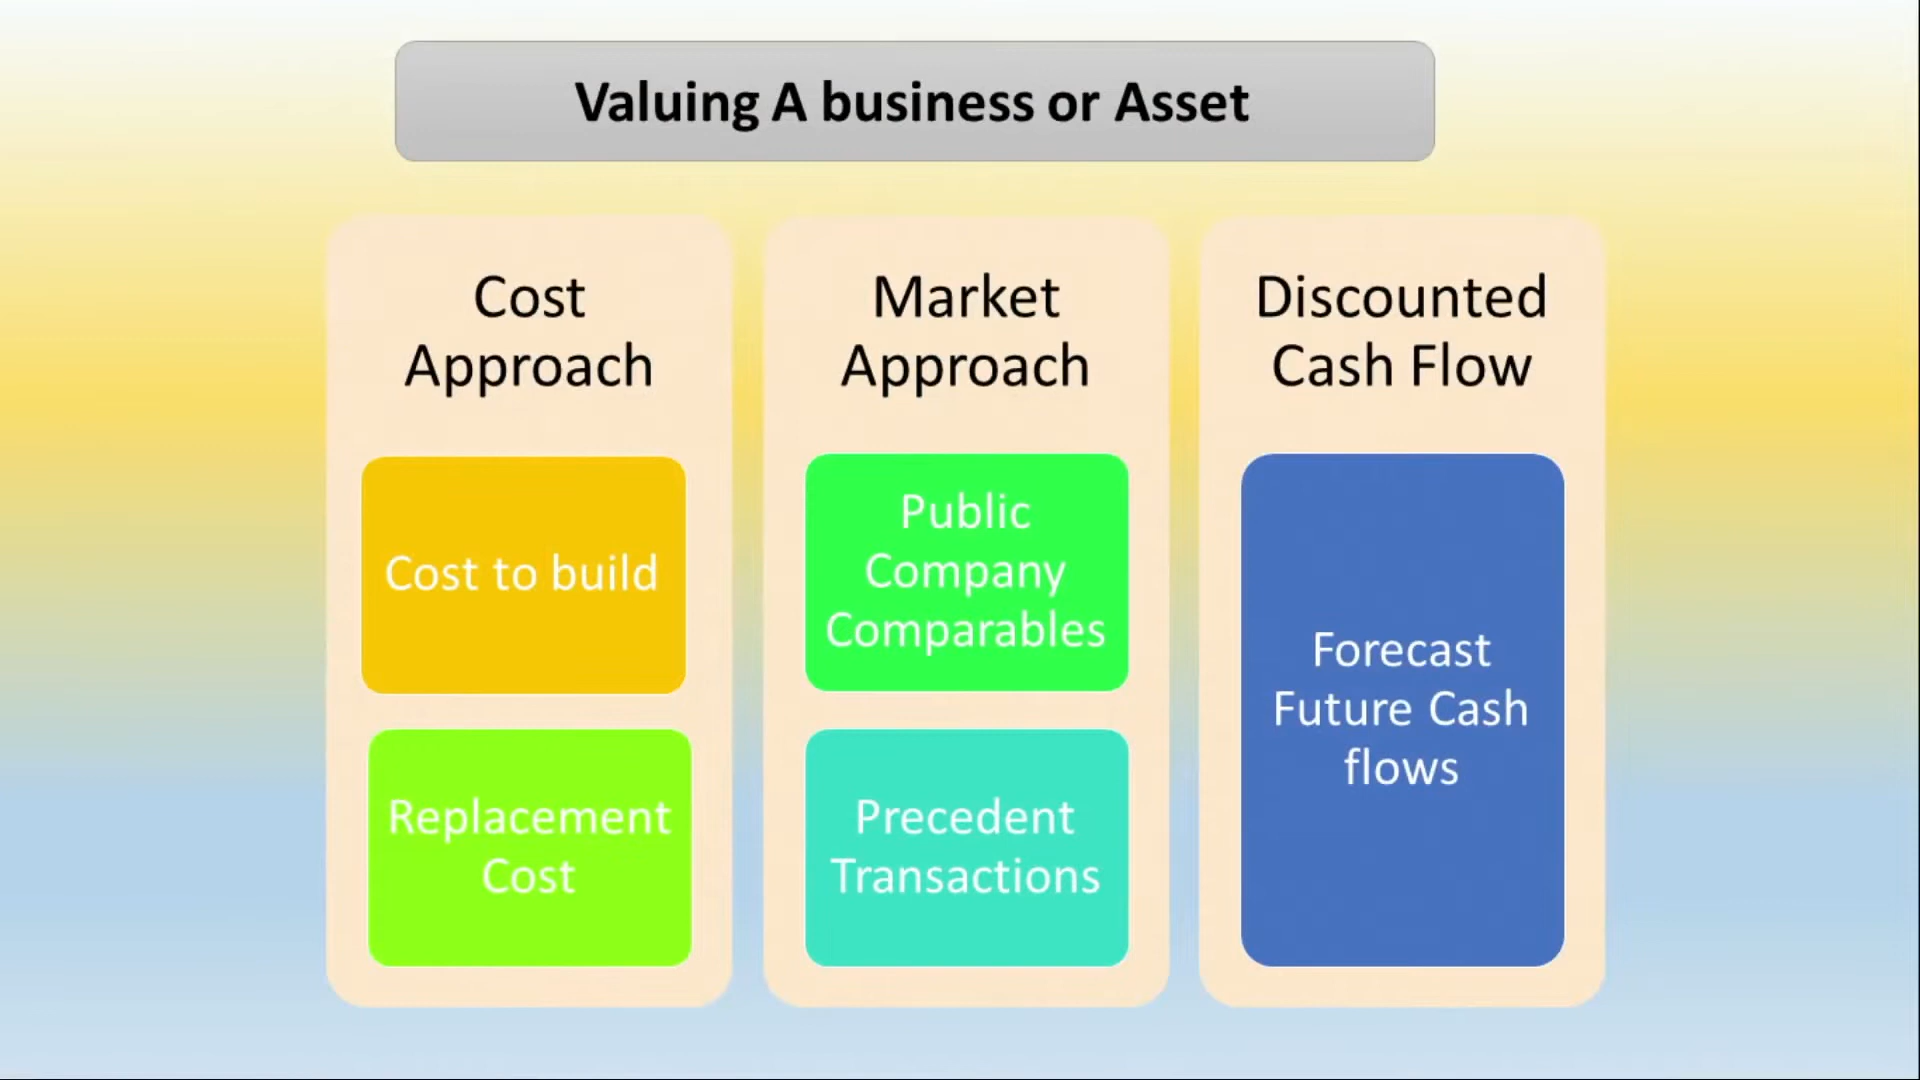 Valuing A business or Asset
Cost
Approach
Cost to build
Replacement
Cost
Market
Approach
Public
Company
Comparables
Precedent
Transactions
Discounted
Cash Flow
Forecast
Future Cash
flows